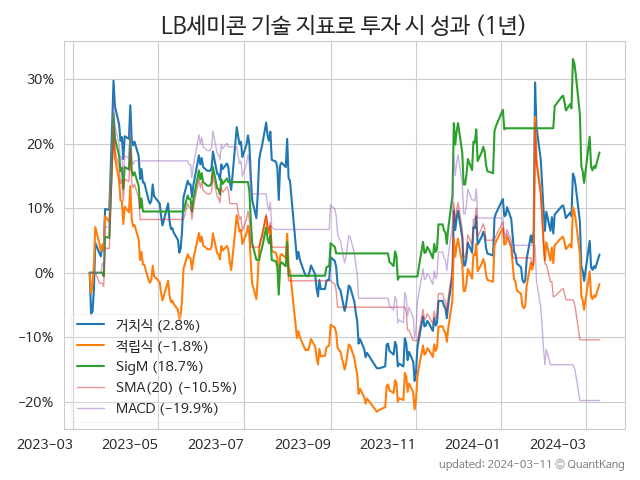 LB세미콘 기술 지표로 투자 시 성과 (1년)
30%
20%
10%
0%
−10%
−20%
거치식 (2.8%)
적립식 (−1.8%)
SigM (18.7%)
SMA(20) (−10.5%)
MACD (−19.9%)
2023-03
2023-05
2023-07
2023-09
2023-11
2024-01
2024-03
updated: 2024-03-11 © QuantKang